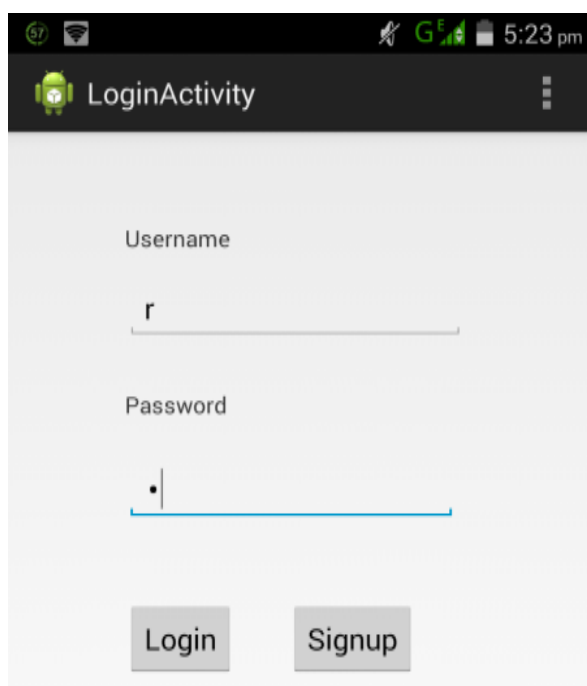 57 G E 5:23 pm
LoginActivity
Username
r
Password
•
Login Signup